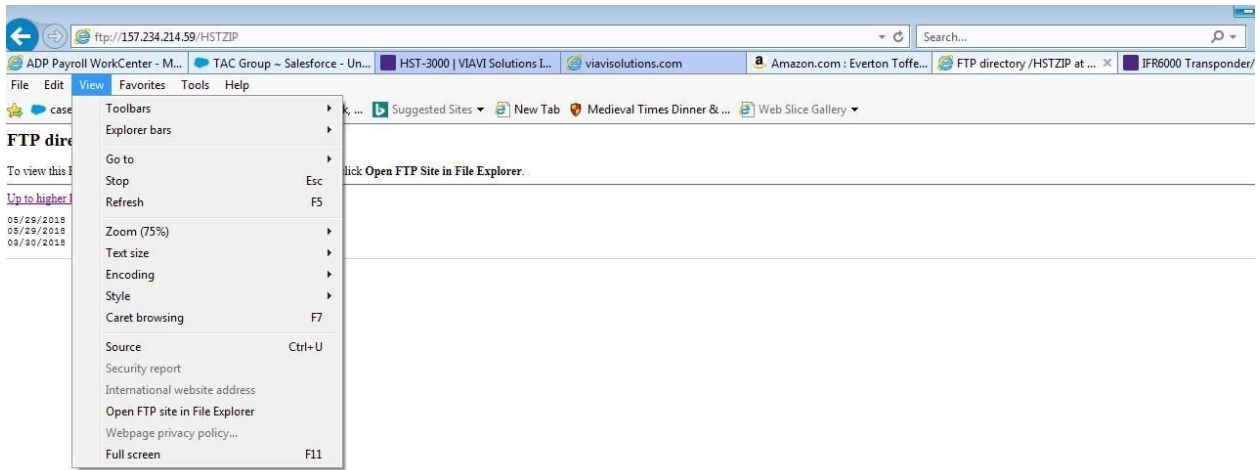 ftp://157.234.214.59/HSTZIP
Search...
ADP Payroll WorkCenter - M... TAC Group ~ Salesforce - Un... HST-3000 | VIAVI Solutions I... viavisolutions.com Amazon.com : Everton Toffe... FTP directory /HSTZIP at ... IFR6000 Transponder/
File Edit View Favorites Tools Help
case k, ... Suggested Sites New Tab Medieval Times Dinner & ... Web Slice Gallery
FTP dire
To view this lick Open FTP Site in File Explorer.
Up to higher
05/29/2018
05/29/2018
03/30/2018
Toolbars
Explorer bars
Go to
Stop Esc
Refresh F5
Zoom (75%)
Text size
Encoding
Style
Caret browsing F7
Source Ctrl+U
Security report
International website address
Open FTP site in File Explorer
Webpage privacy policy...
Full screen F11